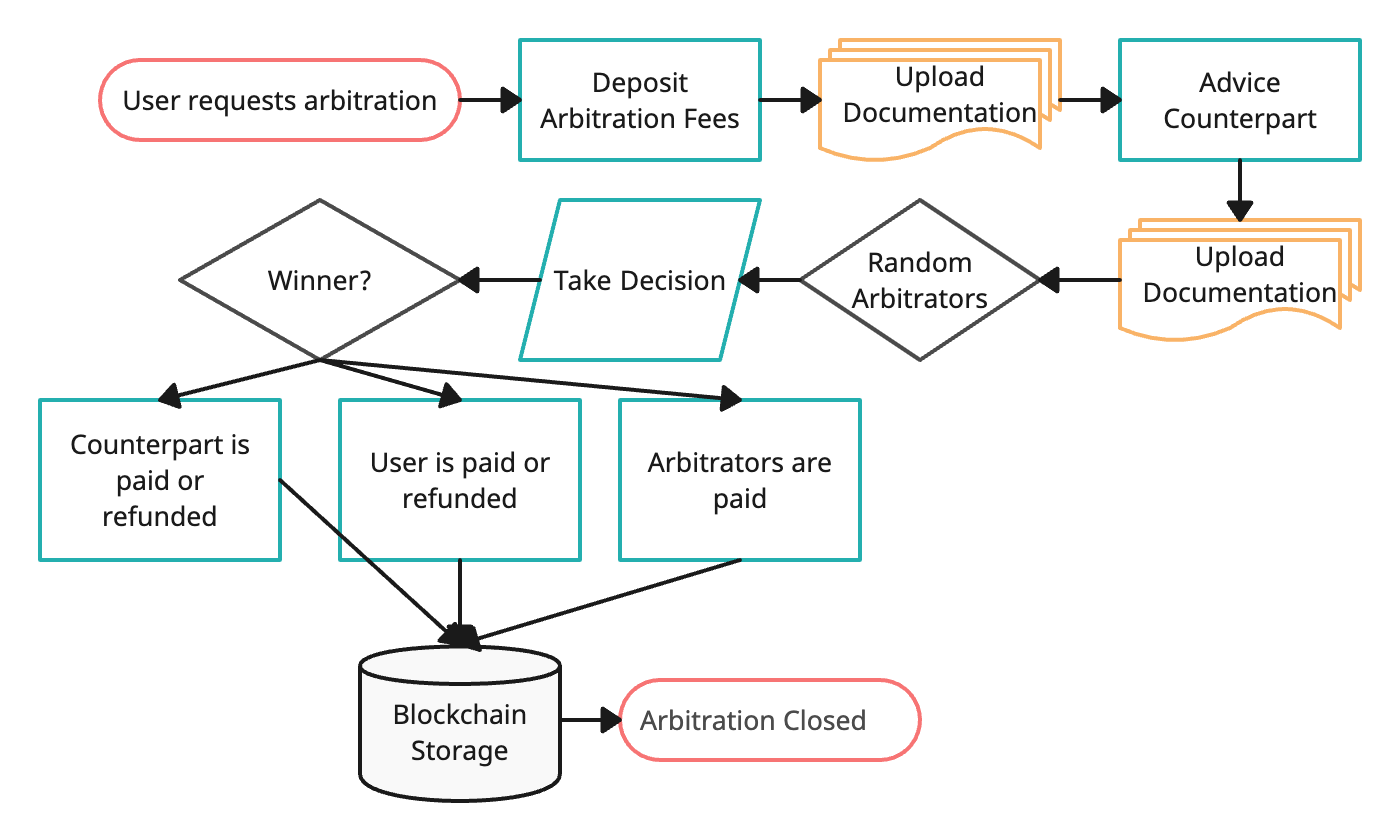 User requests arbitration
Deposit
Arbitration Fees
Upload
Documentation
Advice
Counterpart
Winner?
Take Decision
Random
Arbitrators
Upload
Documentation
Counterpart is
paid or
refunded
User is paid or
refunded
Arbitrators are
paid
Blockchain
Storage
Arbitration Closed